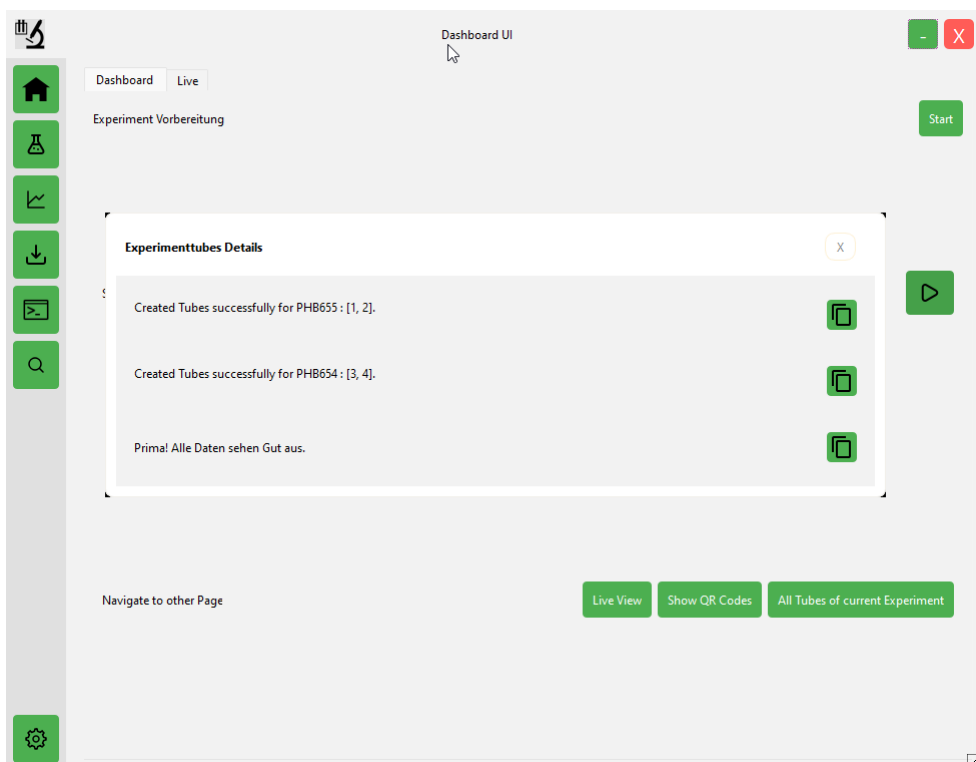 Dashboard UI
-
X
Dashboard
Live
Experiment Vorbereitung
Start
Experimenttubes Details
X
Created Tubes successfully for PHB655 : [1, 2].
Created Tubes successfully for PHB654 : [3, 4].
Prima! Alle Daten sehen Gut aus.
Navigate to other Page
Live View
Show QR Codes
All Tubes of current Experiment